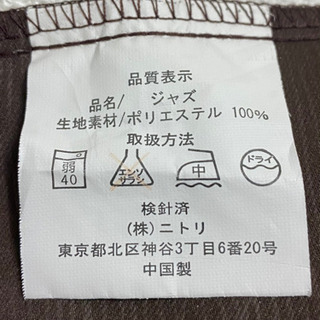 品質表示
品名/ ジャズ
生地素材/ポリエステル 100%
取扱方法
弱 40 エンソ サラシ 中 ドライ
検針済
(株)ニトリ
東京都北区神谷3丁目6番20号
中国製